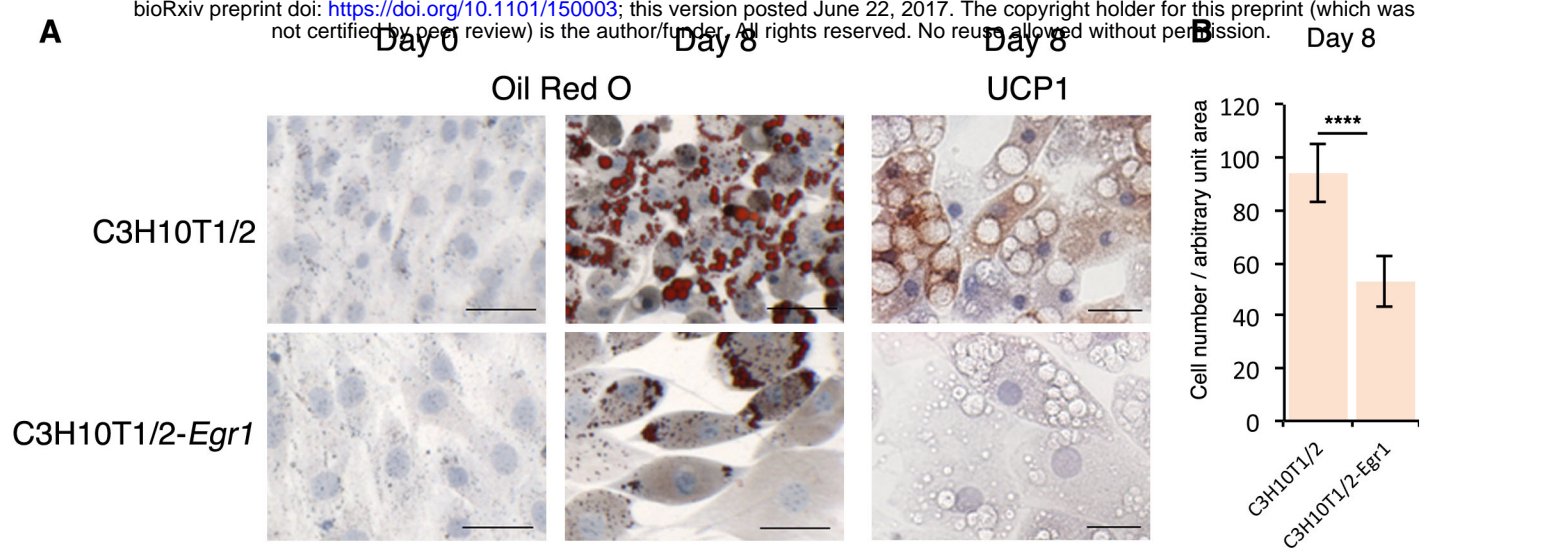 bioRxiv preprint doi: https://doi.org/10.1101/150003; this version posted June 22, 2017. The copyright holder for this preprint (which was
not certified by peer review) is the author/funder. All rights reserved. No reuse allowed without permission.
A
Day 0
Day 8
Day 8
Oil Red O
UCP1
C3H10T1/2
C3H10T1/2-Egr1
B
Day 8
Cell number / arbitrary unit area
120
100
80
60
40
20
0
****
C3H10T1/2
C3H10T1/2-Egr1